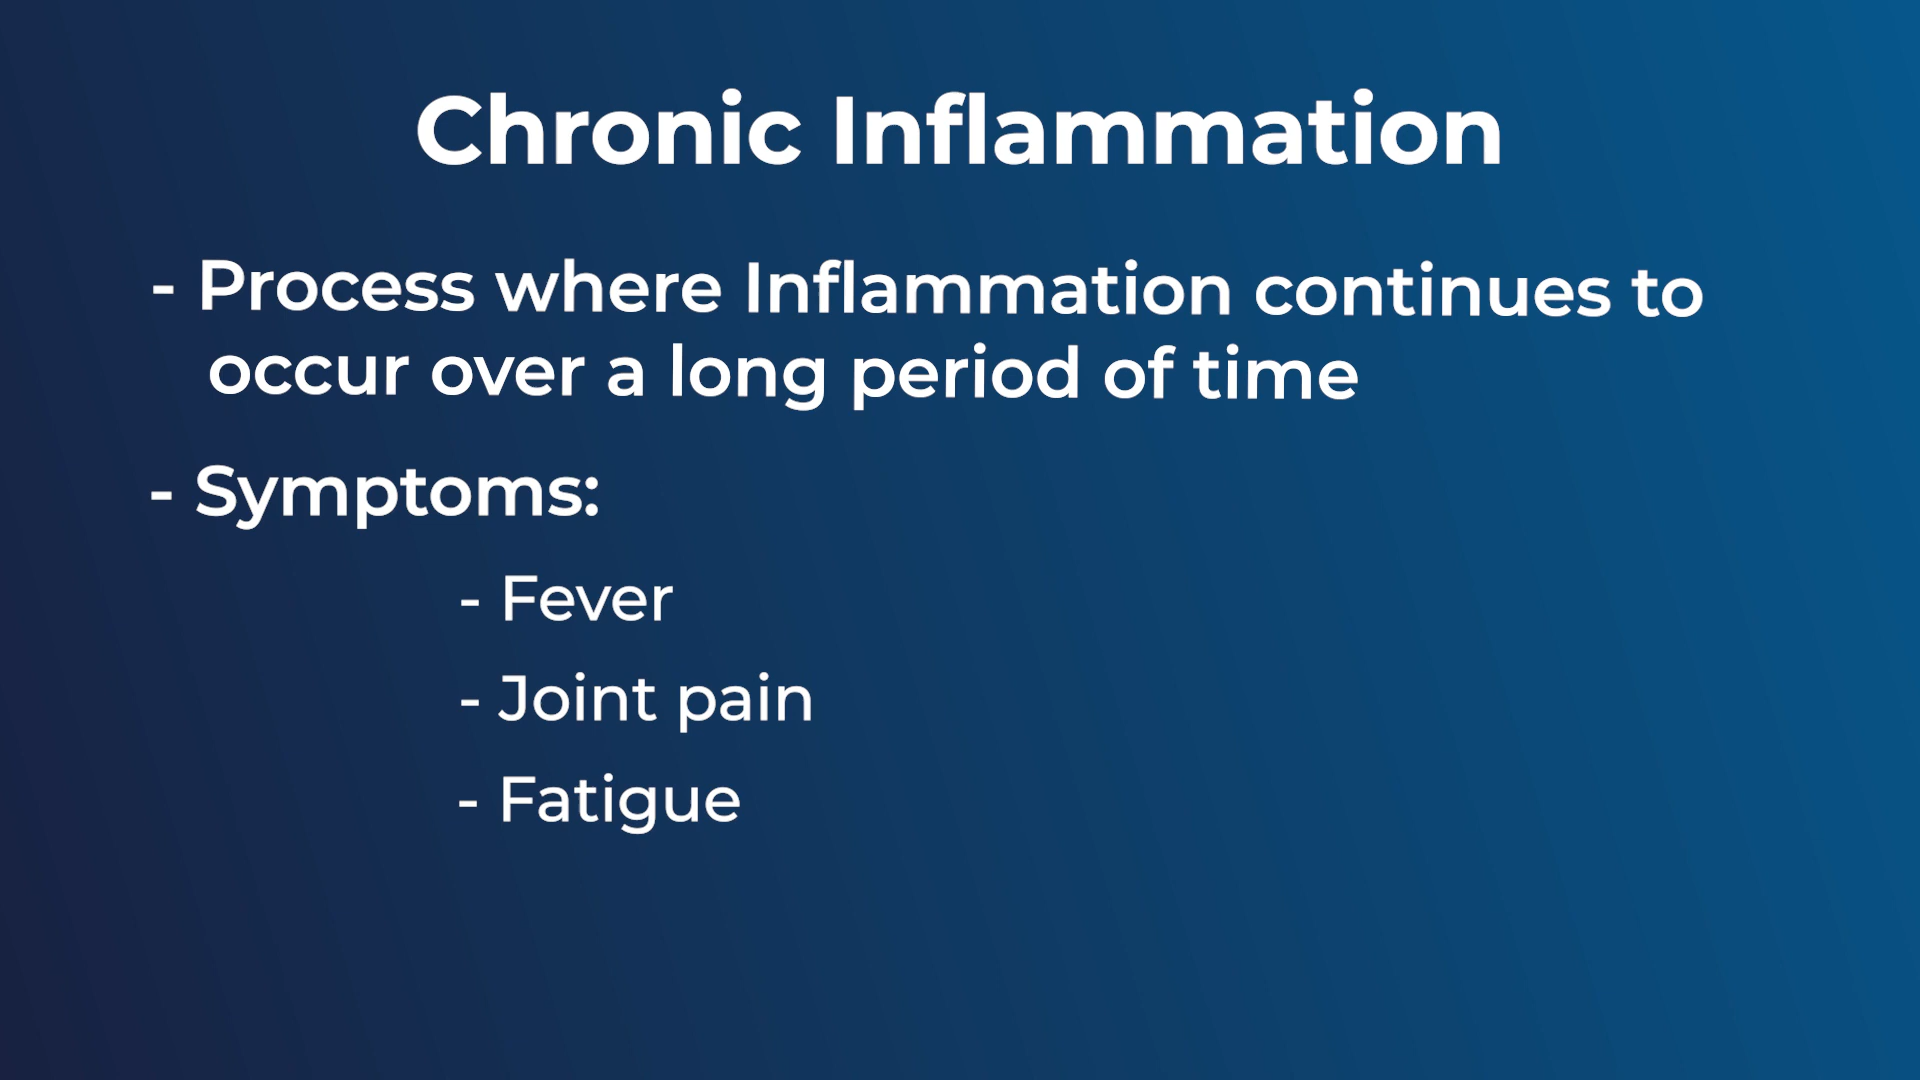 Chronic Inflammation
- Process where Inflammation continues to
occur over a long period of time
- Symptoms:
- Fever
- Joint pain
- Fatigue